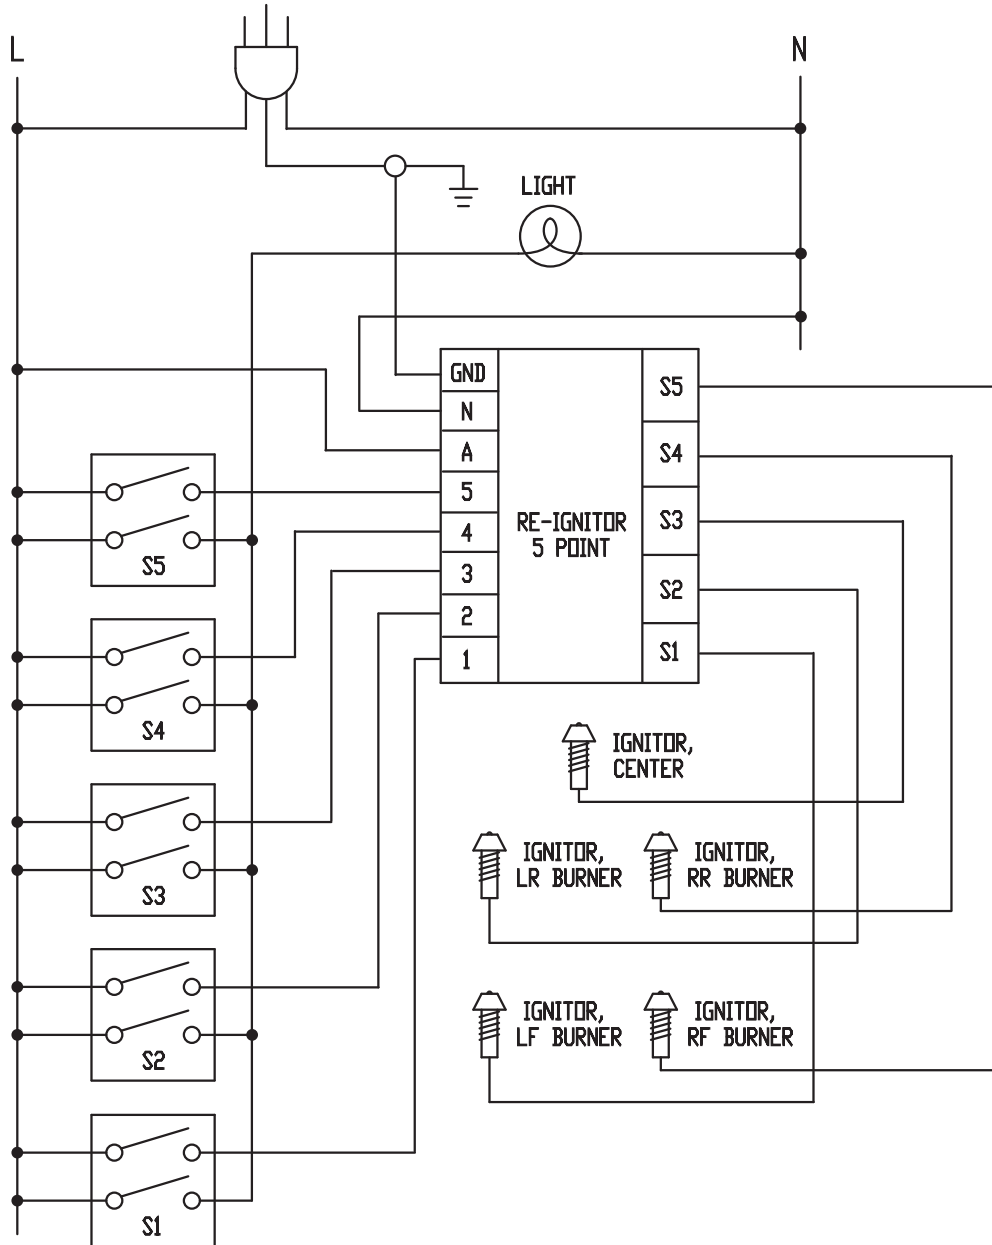 L
N
LIGHT
GND
N
A
5
4
3
2
1
RE-IGNITOR
5 POINT
S5
S4
S3
S2
S1
S5
S4
S3
S2
S1
IGNITOR,
CENTER
IGNITOR,
LR BURNER
IGNITOR,
RR BURNER
IGNITOR,
LF BURNER
IGNITOR,
RF BURNER